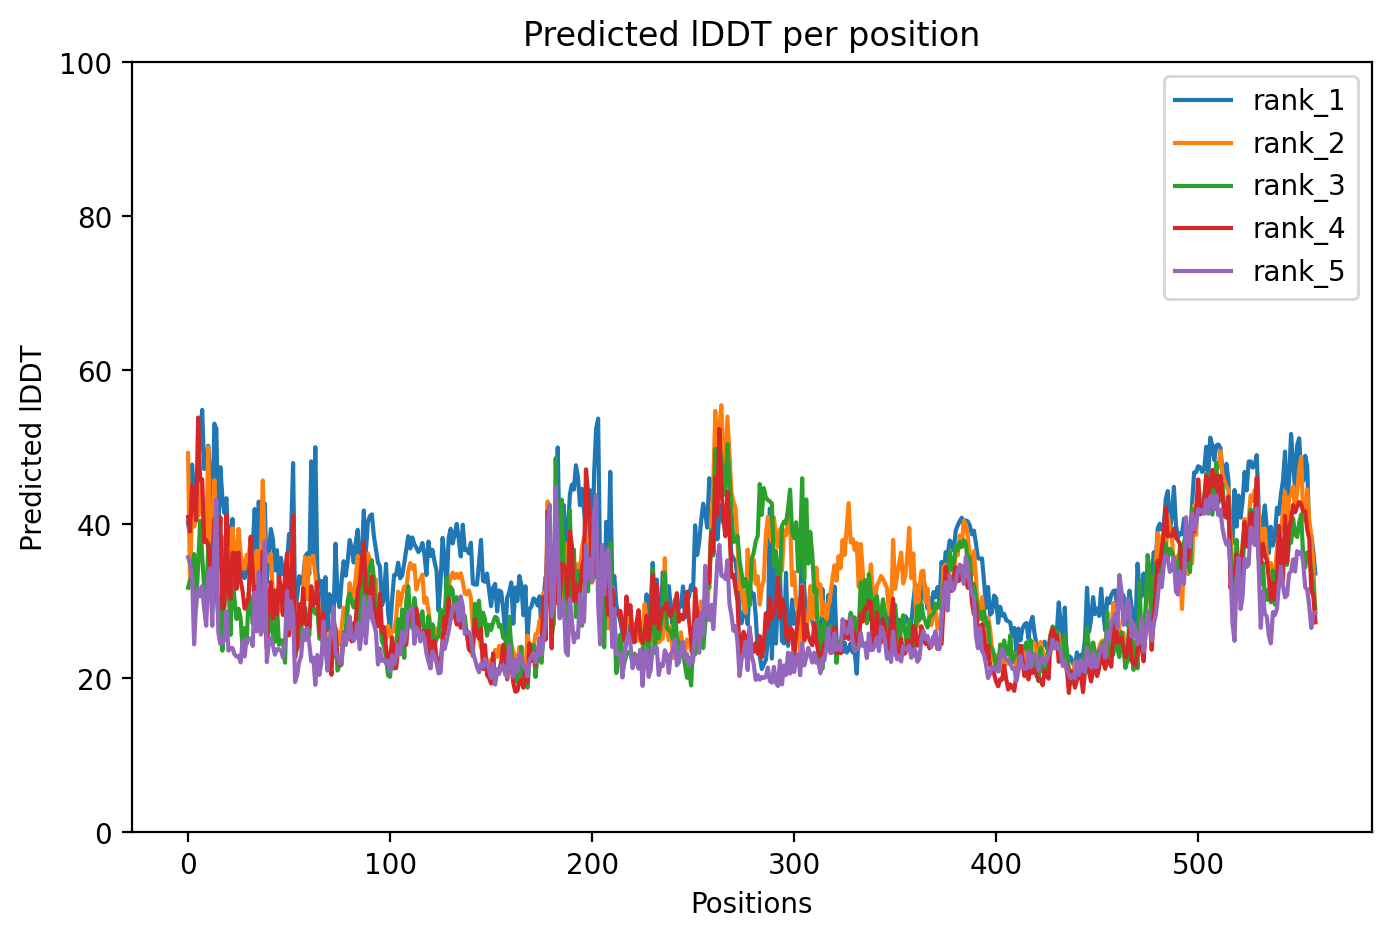 Predicted lDDT per position
100
80
60
40
20
0
Predicted lDDT
0 100 200 300 400 500
Positions
rank_1
rank_2
rank_3
rank_4
rank_5